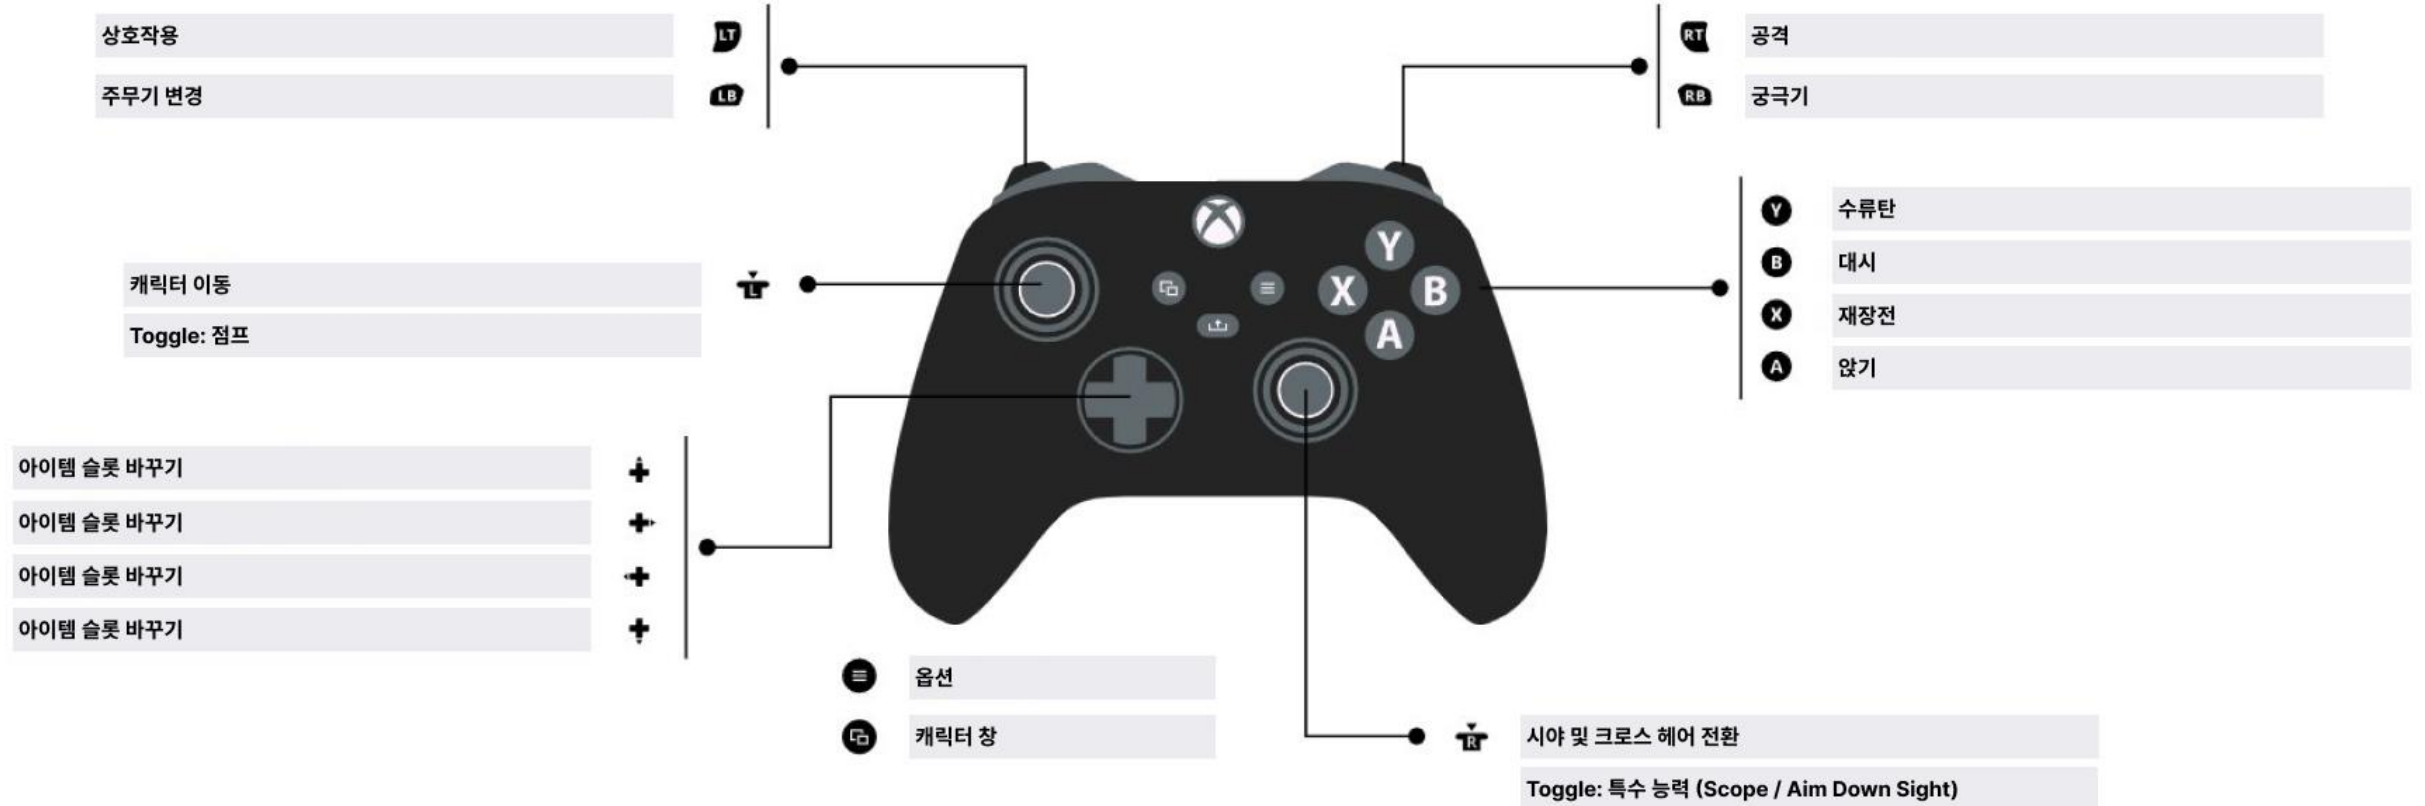 상호작용
LT
주무기 변경
LB
RT
공격
RB
궁극기
캐릭터 이동
L
Toggle: 점프
Y
X
B
A
Y
수류탄
B
대시
X
재장전
A
앉기
아이템 슬롯 바꾸기
아이템 슬롯 바꾸기
아이템 슬롯 바꾸기
아이템 슬롯 바꾸기
옵션
캐릭터 창
R
시야 및 크로스 헤어 전환
Toggle: 특수 능력 (Scope / Aim Down Sight)